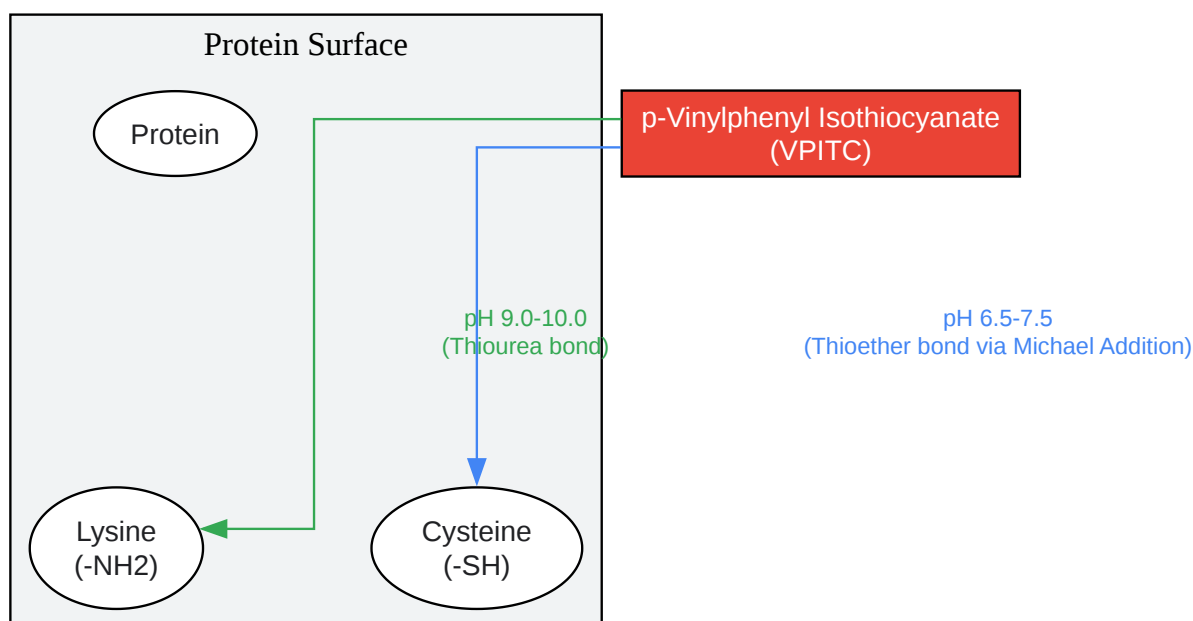 Protein Surface
Protein
p-Vinylphenyl Isothiocyanate
(VPITC)
pH 9.0-10.0
(Thiourea bond)
pH 6.5-7.5
(Thioether bond via Michael Addition)
Lysine
(-NH2)
Cysteine
(-SH)